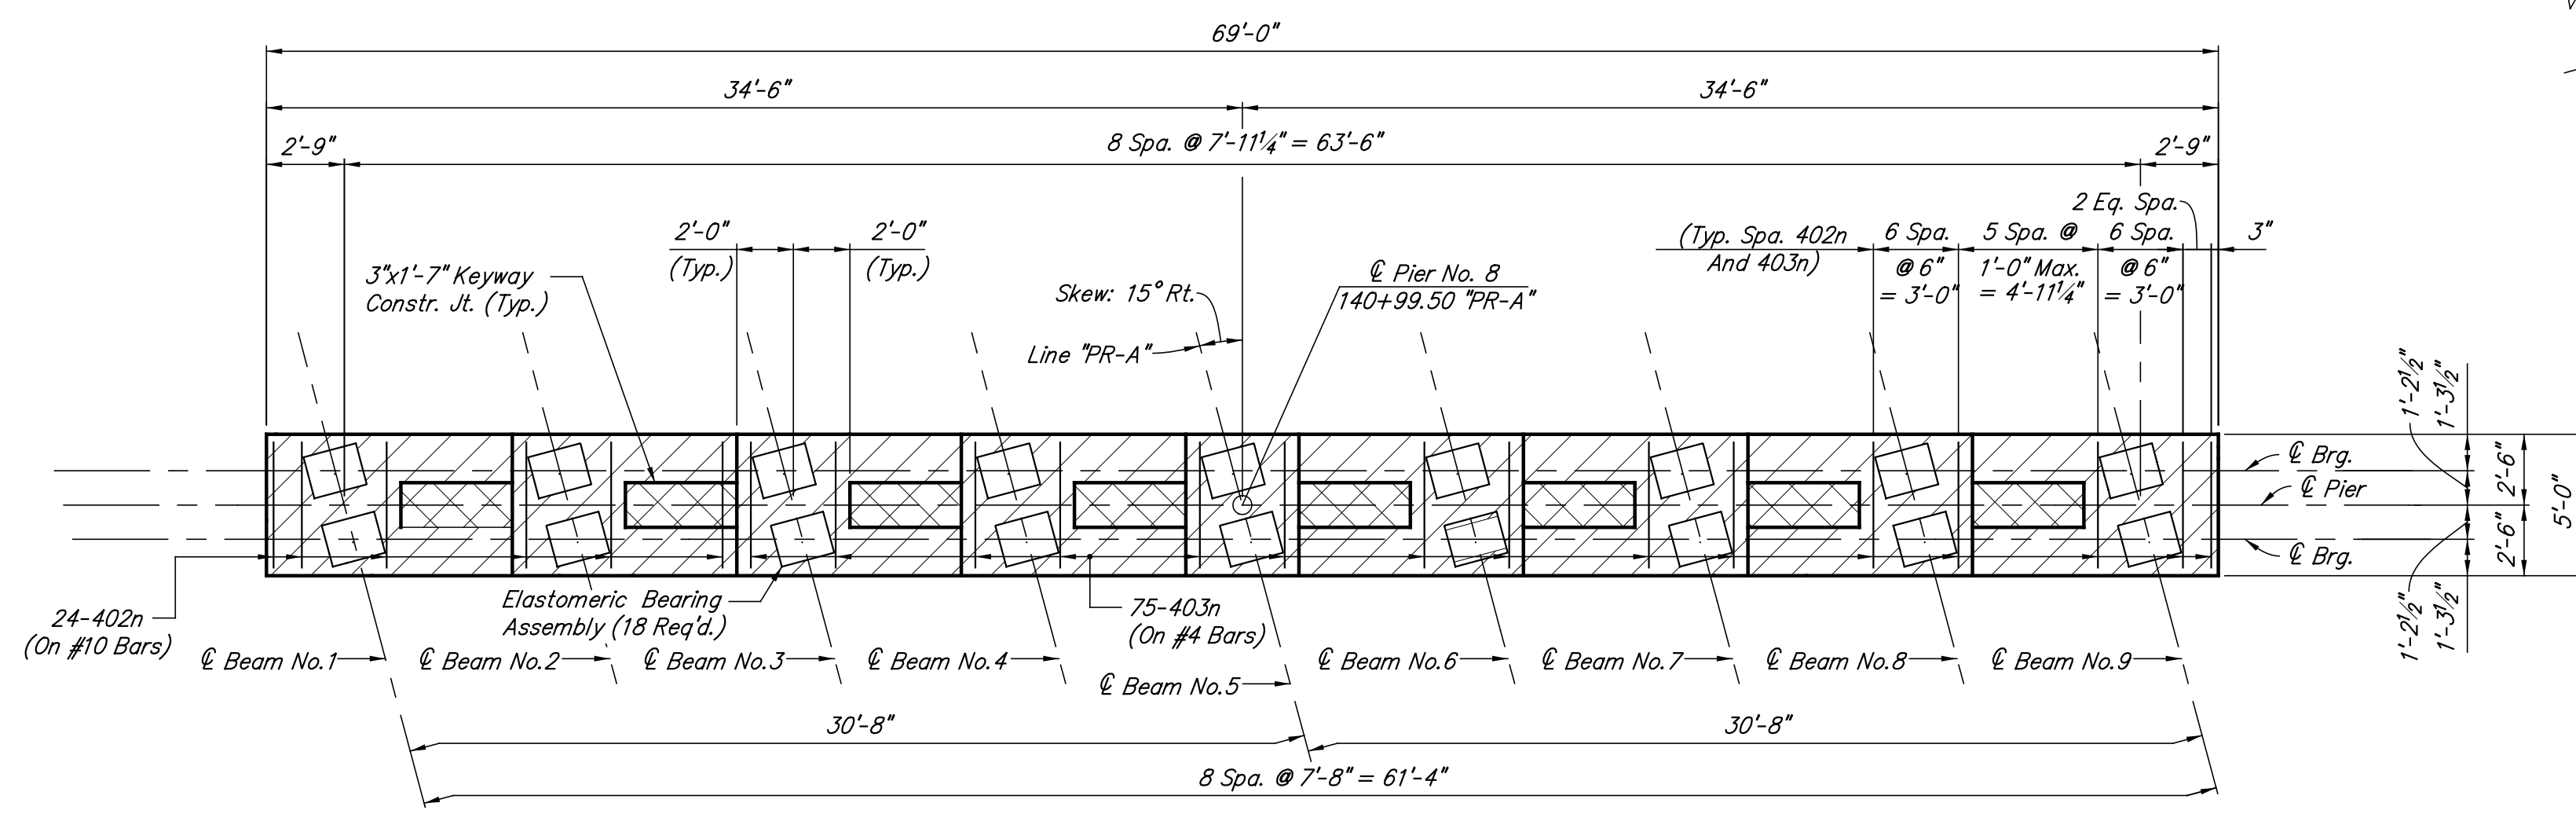 69'-0"
34'-6"
34'-6"
2'-9"
8 Spa. @ 7'-11¼" = 63'-6"
2'-9"
2 Eq. Spa.
2'-0"
(Typ.)
2'-0"
(Typ.)
(Typ. Spa. 402n
And 403n)
6 Spa.
@ 6"
= 3'-0"
5 Spa. @
1'-0" Max.
= 4'-11¼"
6 Spa.
@ 6"
= 3'-0"
3"
3"x1'-7" Keyway
Constr. Jt. (Typ.)
Skew: 15° Rt.
Line "PR-A"
℄ Pier No. 8
140+99.50 "PR-A"
1'-2½"
1'-3½"
℄ Brg.
℄ Pier
℄ Brg.
2'-6"
2'-6"
5'-0"
1'-2½"
1'-3½"
24-402n
(On #10 Bars)
Elastomeric Bearing
Assembly (18 Req'd.)
75-403n
(On #4 Bars)
℄ Beam No.1
℄ Beam No.2
℄ Beam No.3
℄ Beam No.4
℄ Beam No.5
℄ Beam No.6
℄ Beam No.7
℄ Beam No.8
℄ Beam No.9
30'-8"
30'-8"
8 Spa. @ 7'-8" = 61'-4"